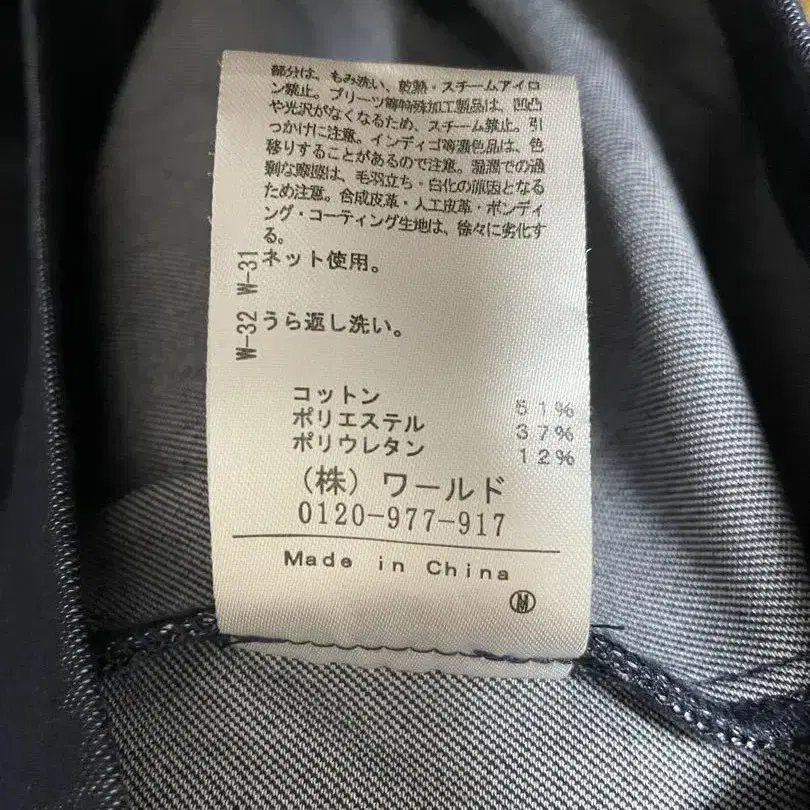 部分は、もみ洗い、乾熱・スチームアイロ
ン禁止。プリーツ等特殊加工製品は、凹凸
や光沢がなくなるため、スチーム禁止。引
っかけに注意。インディゴ等濃色品は、色
移りすることがあるので注意。湿潤での過
剰な摩擦は、毛羽立ち・白化の原因となる
ため注意。合成皮革・人工皮革・ボンディ
ング・コーティング生地は、徐々に劣化す
る。
W-31 ネット使用。
W-32 うら返し洗い。
コットン 51%
ポリエステル 37%
ポリウレタン 12%
(株)ワールド
0120-977-917
Made in China
M